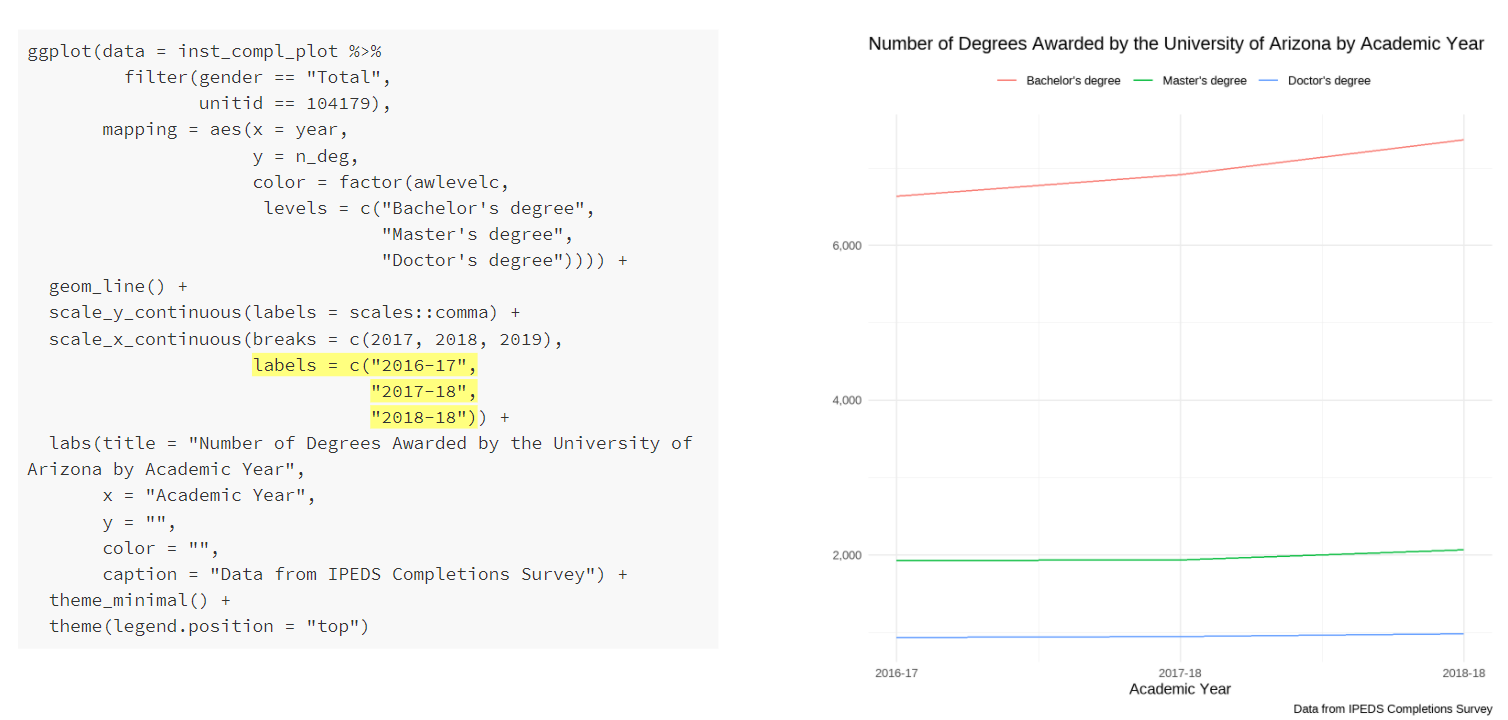 ggplot(data = inst_compl_plot %>%
filter(gender == "Total",
unitid == 104179),
mapping = aes(x = year,
y = n_deg,
color = factor(awlevelc,
levels = c("Bachelor's degree",
"Master's degree",
"Doctor's degree")))) +
geom_line() +
scale_y_continuous(labels = scales::comma) +
scale_x_continuous(breaks = c(2017, 2018, 2019),
labels = c("2016-17",
"2017-18",
"2018-18")) +
labs(title = "Number of Degrees Awarded by the University of
Arizona by Academic Year",
x = "Academic Year",
y = "",
color = "",
caption = "Data from IPEDS Completions Survey") +
theme_minimal() +
theme(legend.position = "top")
Number of Degrees Awarded by the University of Arizona by Academic Year
Bachelor's degree Master's degree Doctor's degree
6,000
4,000
2,000
2016-17 2017-18 2018-18
Academic Year
Data from IPEDS Completions Survey